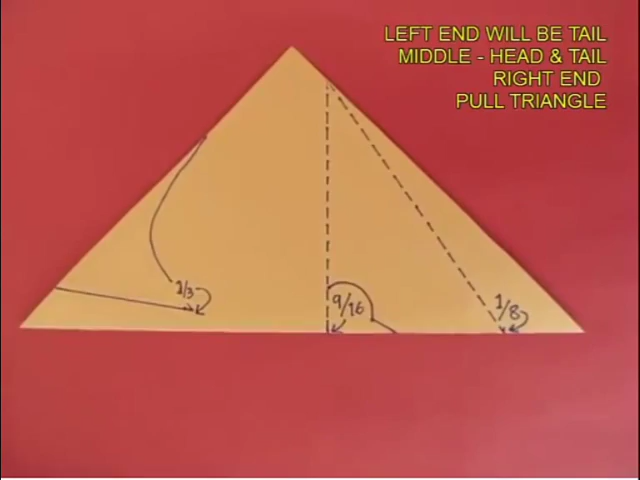 LEFT END WILL BE TAIL
MIDDLE - HEAD & TAIL
RIGHT END
PULL TRIANGLE
1/3
9/16
1/8